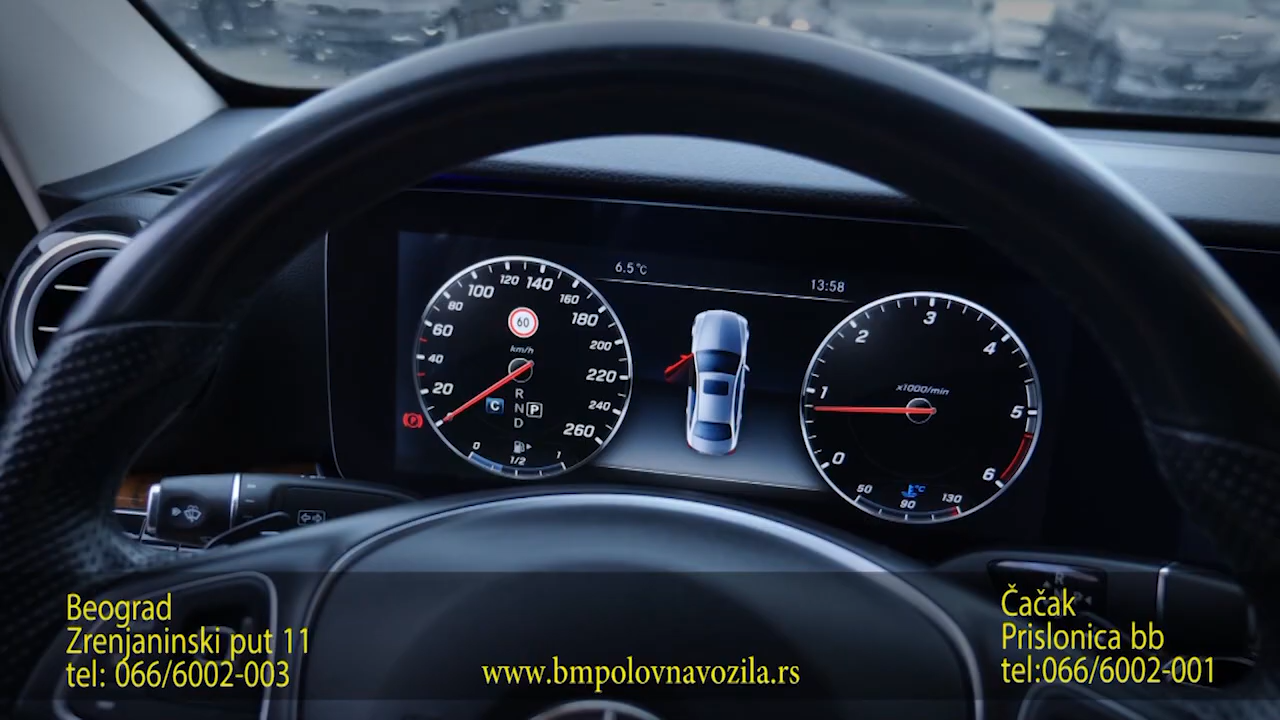 6.5°C
13:58
20
40
60
80
100
120
140
160
180
200
220
240
260
60
km/h
R
C N P
D
0 1/2 1
0
1
2
3
4
5
6
x1000/min
°C
50 90 130
R
P
Beograd
Zrenjaninski put 11
tel: 066/6002-003
www.bmpolovnavozila.rs
Čačak
Prislonica bb
tel:066/6002-001